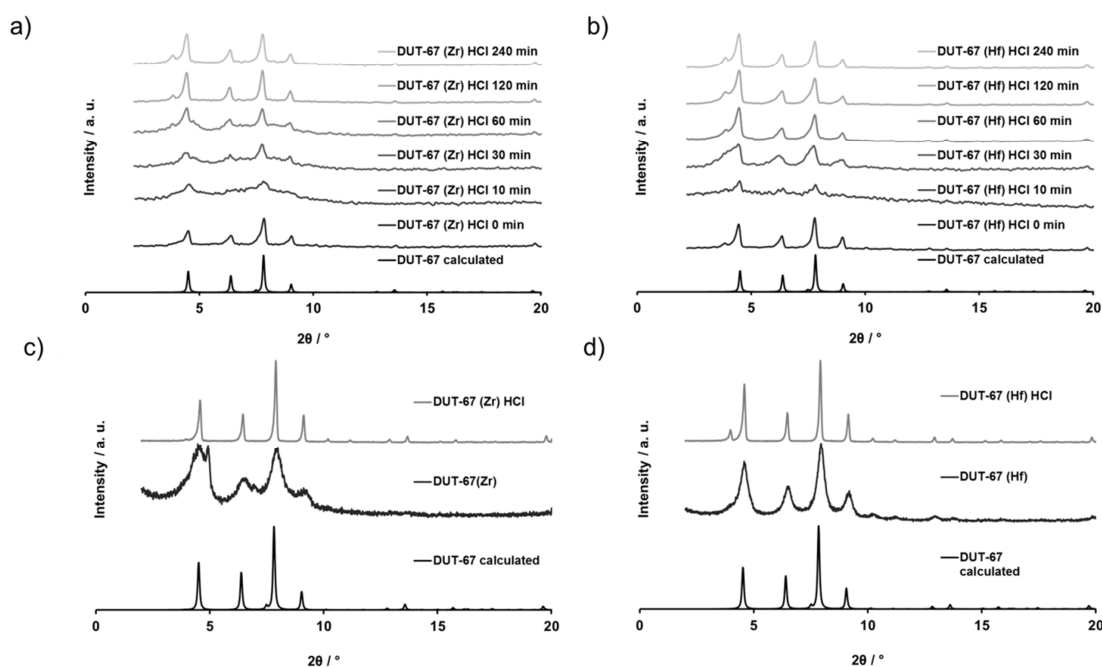 a)
Intensity / a. u.
DUT-67 (Zr) HCl 240 min
DUT-67 (Zr) HCl 120 min
DUT-67 (Zr) HCl 60 min
DUT-67 (Zr) HCl 30 min
DUT-67 (Zr) HCl 10 min
DUT-67 (Zr) HCl 0 min
DUT-67 calculated
0 5 10 15 20
2θ / °
b)
Intensity / a. u.
DUT-67 (Hf) HCl 240 min
DUT-67 (Hf) HCl 120 min
DUT-67 (Hf) HCl 60 min
DUT-67 (Hf) HCl 30 min
DUT-67 (Hf) HCl 10 min
DUT-67 (Hf) HCl 0 min
DUT-67 calculated
0 5 10 15 20
2θ / °
c)
Intensity / a. u.
DUT-67 (Zr) HCl
DUT-67(Zr)
DUT-67 calculated
0 5 10 15 20
2θ / °
d)
Intensity / a. u.
DUT-67 (Hf) HCl
DUT-67 (Hf)
DUT-67
calculated
0 5 10 15 20
2θ / °